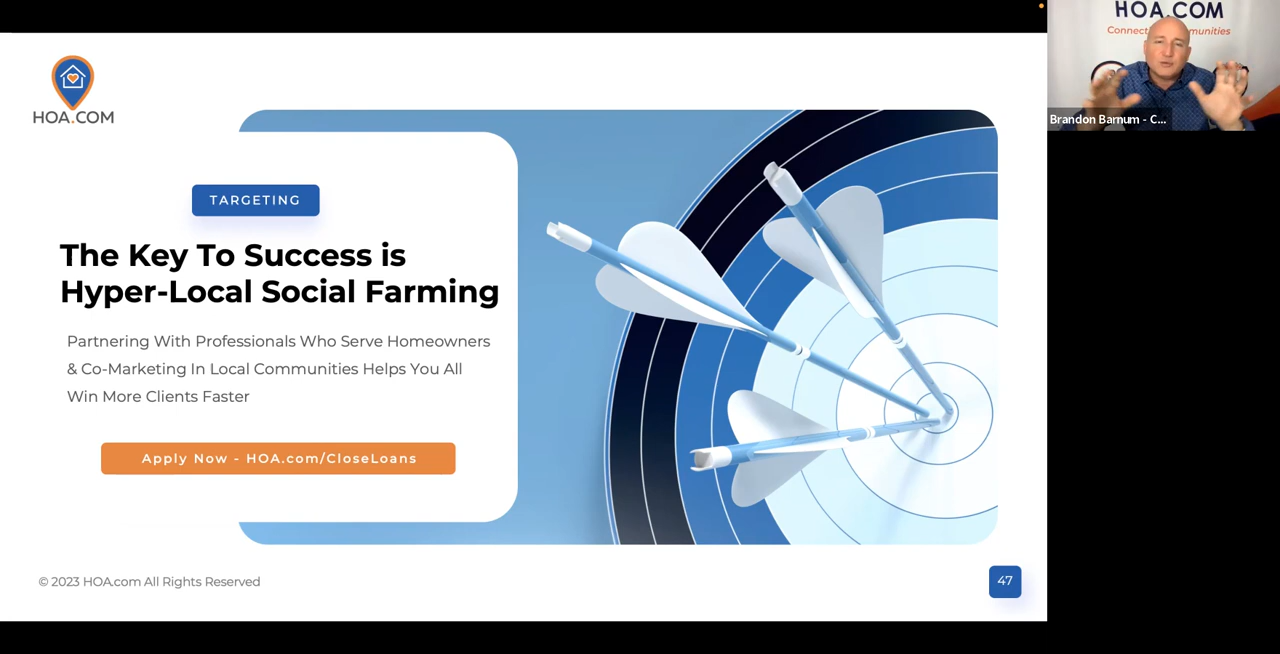 HOA.COM
TARGETING
The Key To Success is
Hyper-Local Social Farming
Partnering With Professionals Who Serve Homeowners
& Co-Marketing In Local Communities Helps You All
Win More Clients Faster
Apply Now - HOA.com/CloseLoans
© 2023 HOA.com All Rights Reserved
47
HOA.COM
Brandon Barnum - C...